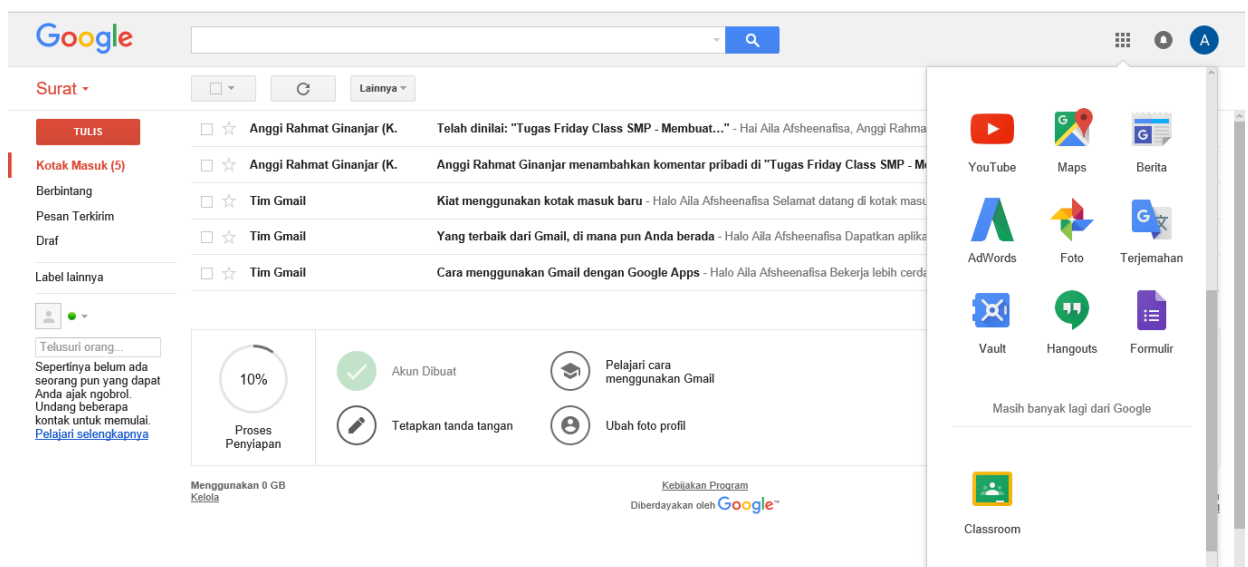 Google
A
Surat
Lainnya
TULIS
Kotak Masuk (5)
Berbintang
Pesan Terkirim
Draf
Label lainnya
Telusuri orang...
Sepertinya belum ada
seorang pun yang dapat
Anda ajak ngobrol.
Undang beberapa
kontak untuk memulai.
Pelajari selengkapnya
Anggi Rahmat Ginanjar (K. Telah dinilai: "Tugas Friday Class SMP - Membuat…" - Hai Aila Afsheenafisa, Anggi Rahma
Anggi Rahmat Ginanjar (K. Anggi Rahmat Ginanjar menambahkan komentar pribadi di "Tugas Friday Class SMP -
Tim Gmail Kiat menggunakan kotak masuk baru - Halo Aila Afsheenafisa Selamat datang di kotak masu
Tim Gmail Yang terbaik dari Gmail, di mana pun Anda berada - Halo Aila Afsheenafisa Dapatkan aplika
Tim Gmail Cara menggunakan Gmail dengan Google Apps - Halo Aila Afsheenafisa Bekerja lebih cerda
10%
Proses
Penyiapan
Akun Dibuat
Pelajari cara
menggunakan Gmail
Tetapkan tanda tangan
Ubah foto profil
Menggunakan 0 GB
Kelola
Kebijakan Program
Diberdayakan oleh Google™
YouTube Maps Berita
AdWords Foto Terjemahan
Vault Hangouts Formulir
Masih banyak lagi dari Google
Classroom